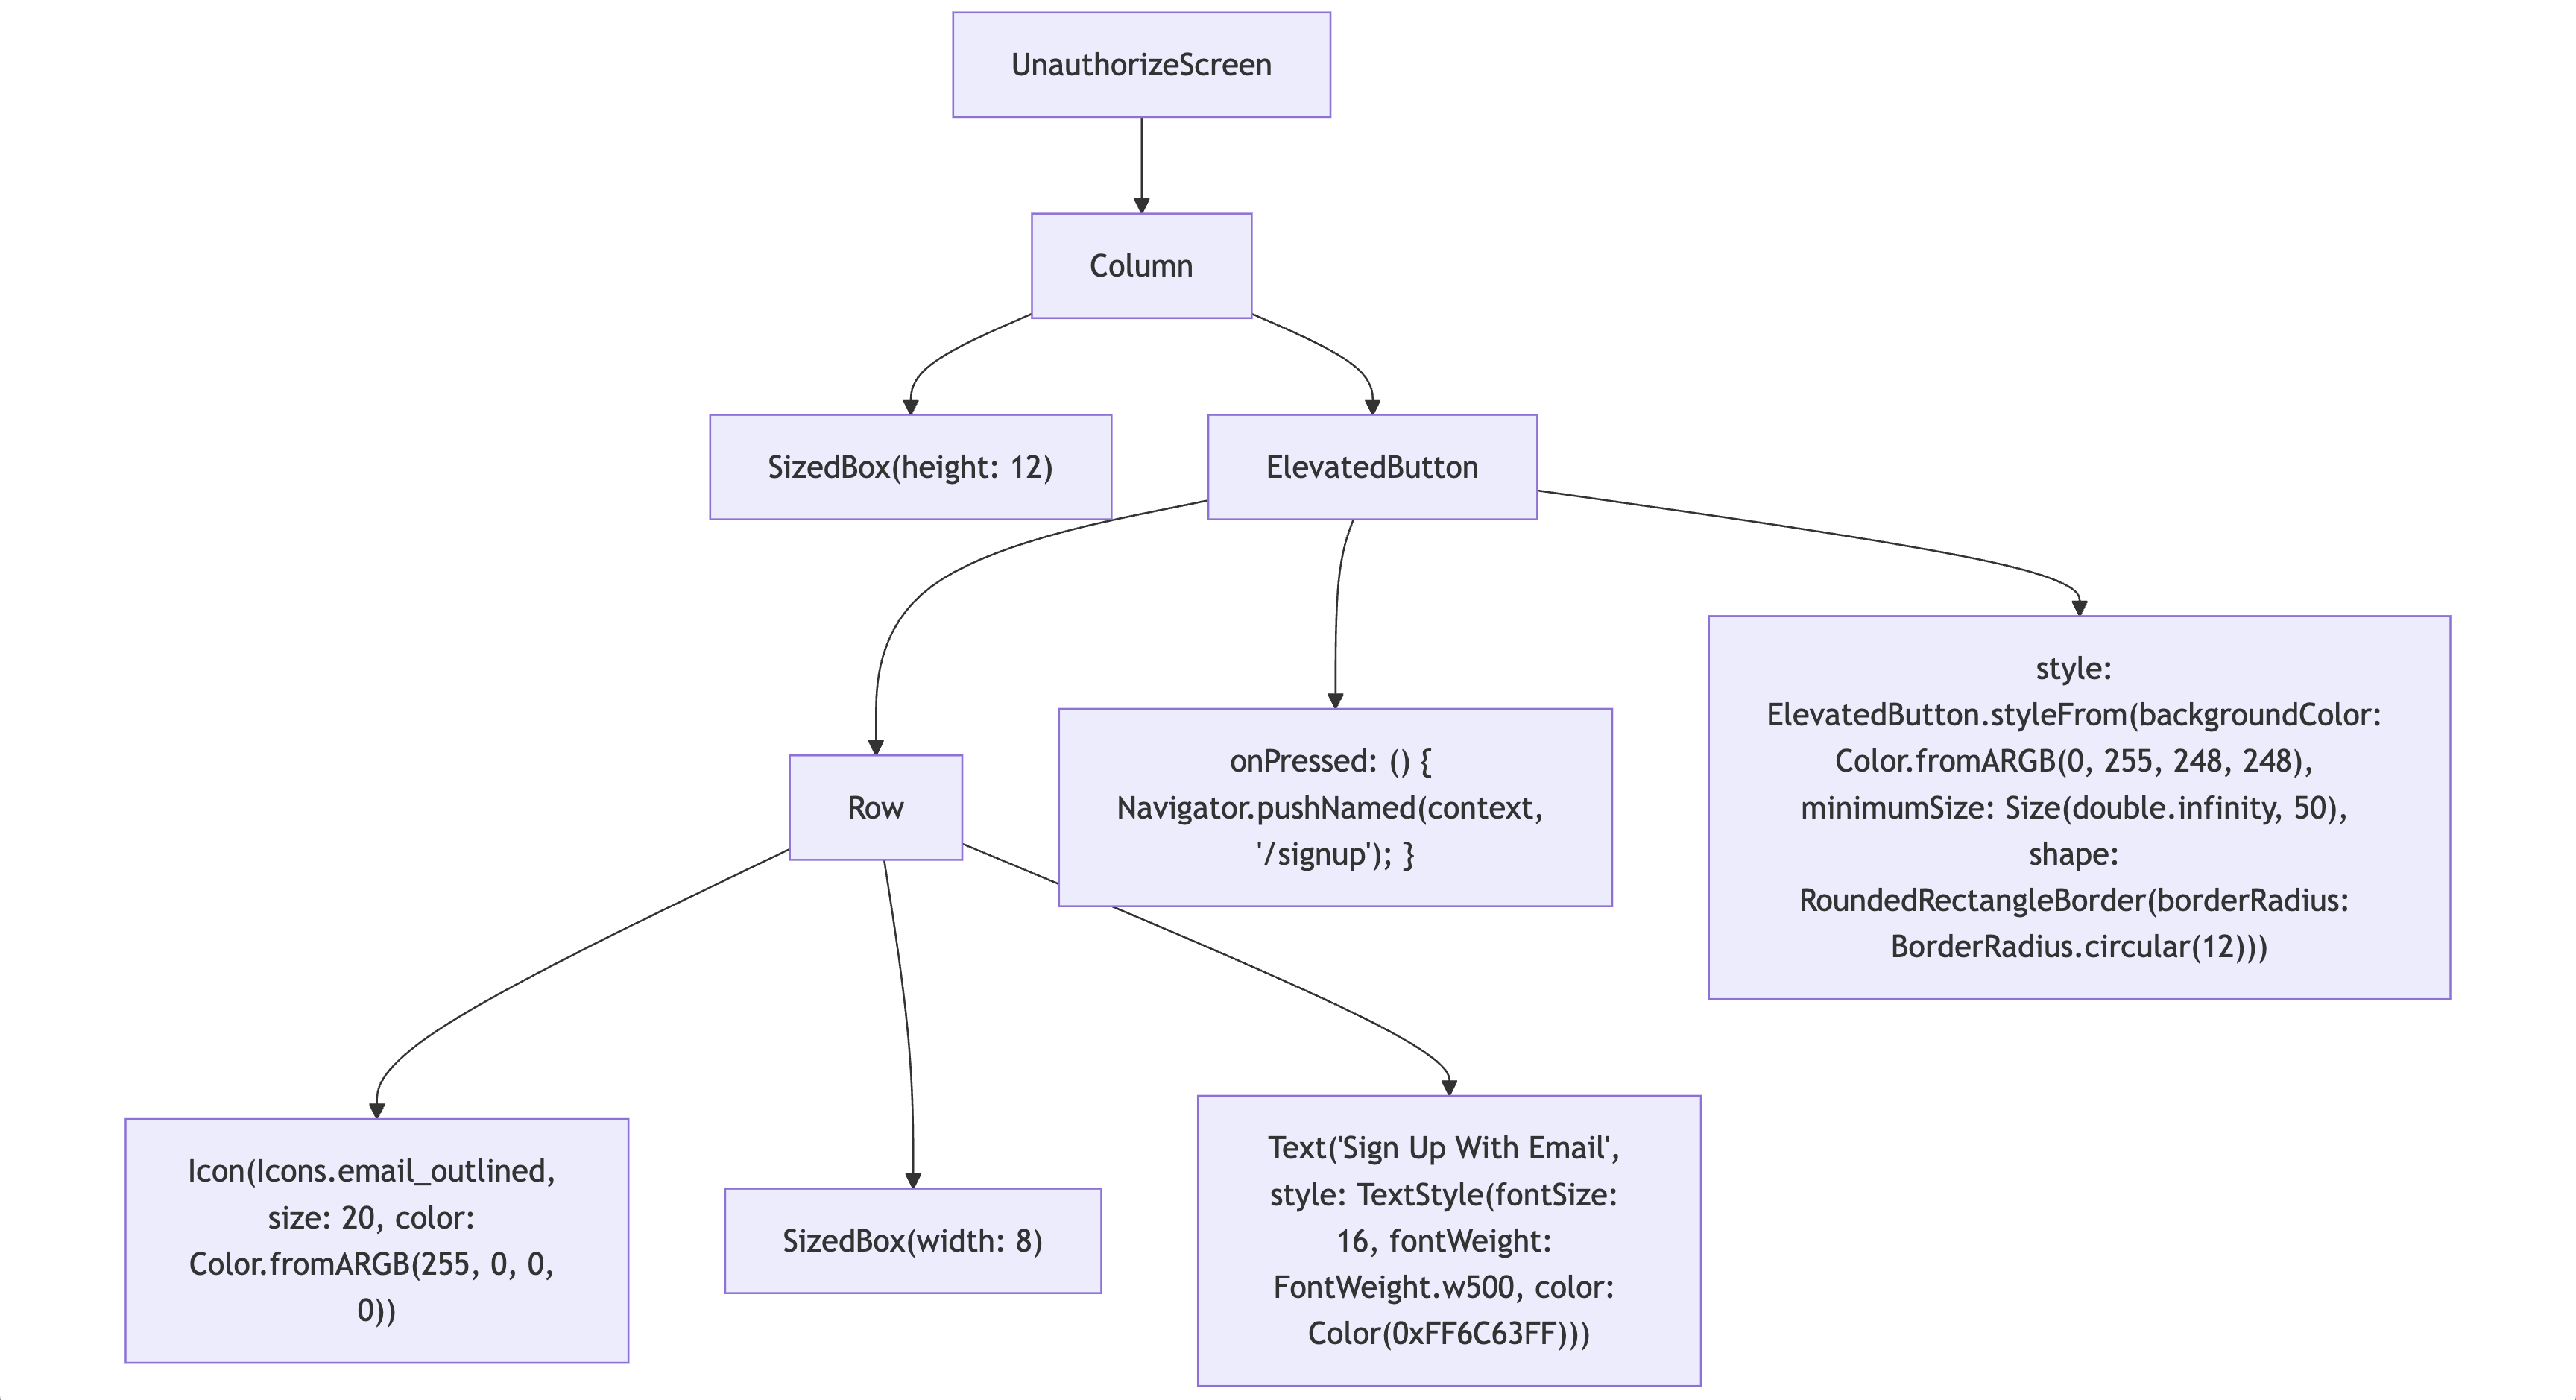 UnauthorizeScreen
Column
SizedBox(height: 12)
ElevatedButton
Row
onPressed: () {
Navigator.pushNamed(context,
'/signup'); }
style:
ElevatedButton.styleFrom(backgroundColor:
Color.fromARGB(0, 255, 248, 248),
minimumSize: Size(double.infinity, 50),
shape:
RoundedRectangleBorder(borderRadius:
BorderRadius.circular(12)))
Icon(Icons.email_outlined,
size: 20, color:
Color.fromARGB(255, 0, 0,
0))
SizedBox(width: 8)
Text('Sign Up With Email',
style: TextStyle(fontSize:
16, fontWeight:
FontWeight.w500, color:
Color(0xFF6C63FF)))